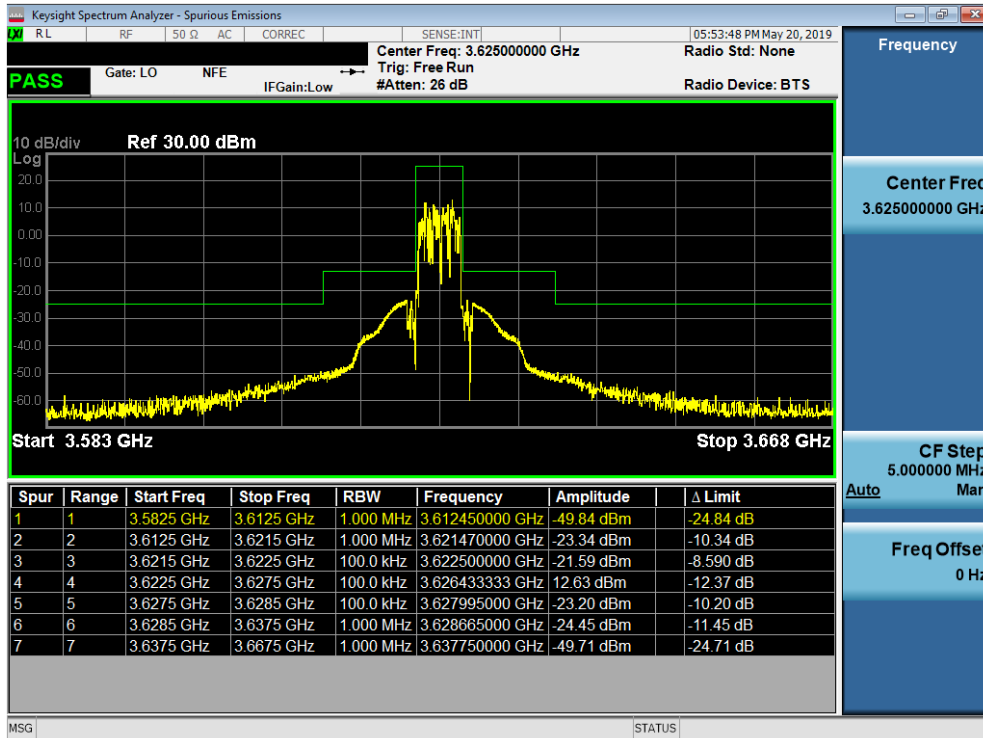 Keysight Spectrum Analyzer - Spurious Emissions
LXI RL RF 50 Ω AC CORREC SENSE:INT 05:53:48 PM May 20, 2019
Center Freq: 3.625000000 GHz Radio Std: None
Gate: LO NFE Trig: Free Run
PASS IFGain:Low #Atten: 26 dB Radio Device: BTS
Frequency
10 dB/div Ref 30.00 dBm
Log
20.0
10.0
0.00
-10.0
-20.0
-30.0
-40.0
-50.0
-60.0
Start 3.583 GHz Stop 3.668 GHz
Center Freq
3.625000000 GHz
CF Step
5.000000 MHz
Auto Man
Freq Offset
0 Hz
Spur Range Start Freq Stop Freq RBW Frequency Amplitude Δ Limit
1 1 3.5825 GHz 3.6125 GHz 1.000 MHz 3.612450000 GHz -49.84 dBm -24.84 dB
2 2 3.6125 GHz 3.6215 GHz 1.000 MHz 3.621470000 GHz -23.34 dBm -10.34 dB
3 3 3.6215 GHz 3.6225 GHz 100.0 kHz 3.622500000 GHz -21.59 dBm -8.590 dB
4 4 3.6225 GHz 3.6275 GHz 100.0 kHz 3.626433333 GHz 12.63 dBm -12.37 dB
5 5 3.6275 GHz 3.6285 GHz 100.0 kHz 3.627995000 GHz -23.20 dBm -10.20 dB
6 6 3.6285 GHz 3.6375 GHz 1.000 MHz 3.628665000 GHz -24.45 dBm -11.45 dB
7 7 3.6375 GHz 3.6675 GHz 1.000 MHz 3.637750000 GHz -49.71 dBm -24.71 dB
MSG STATUS